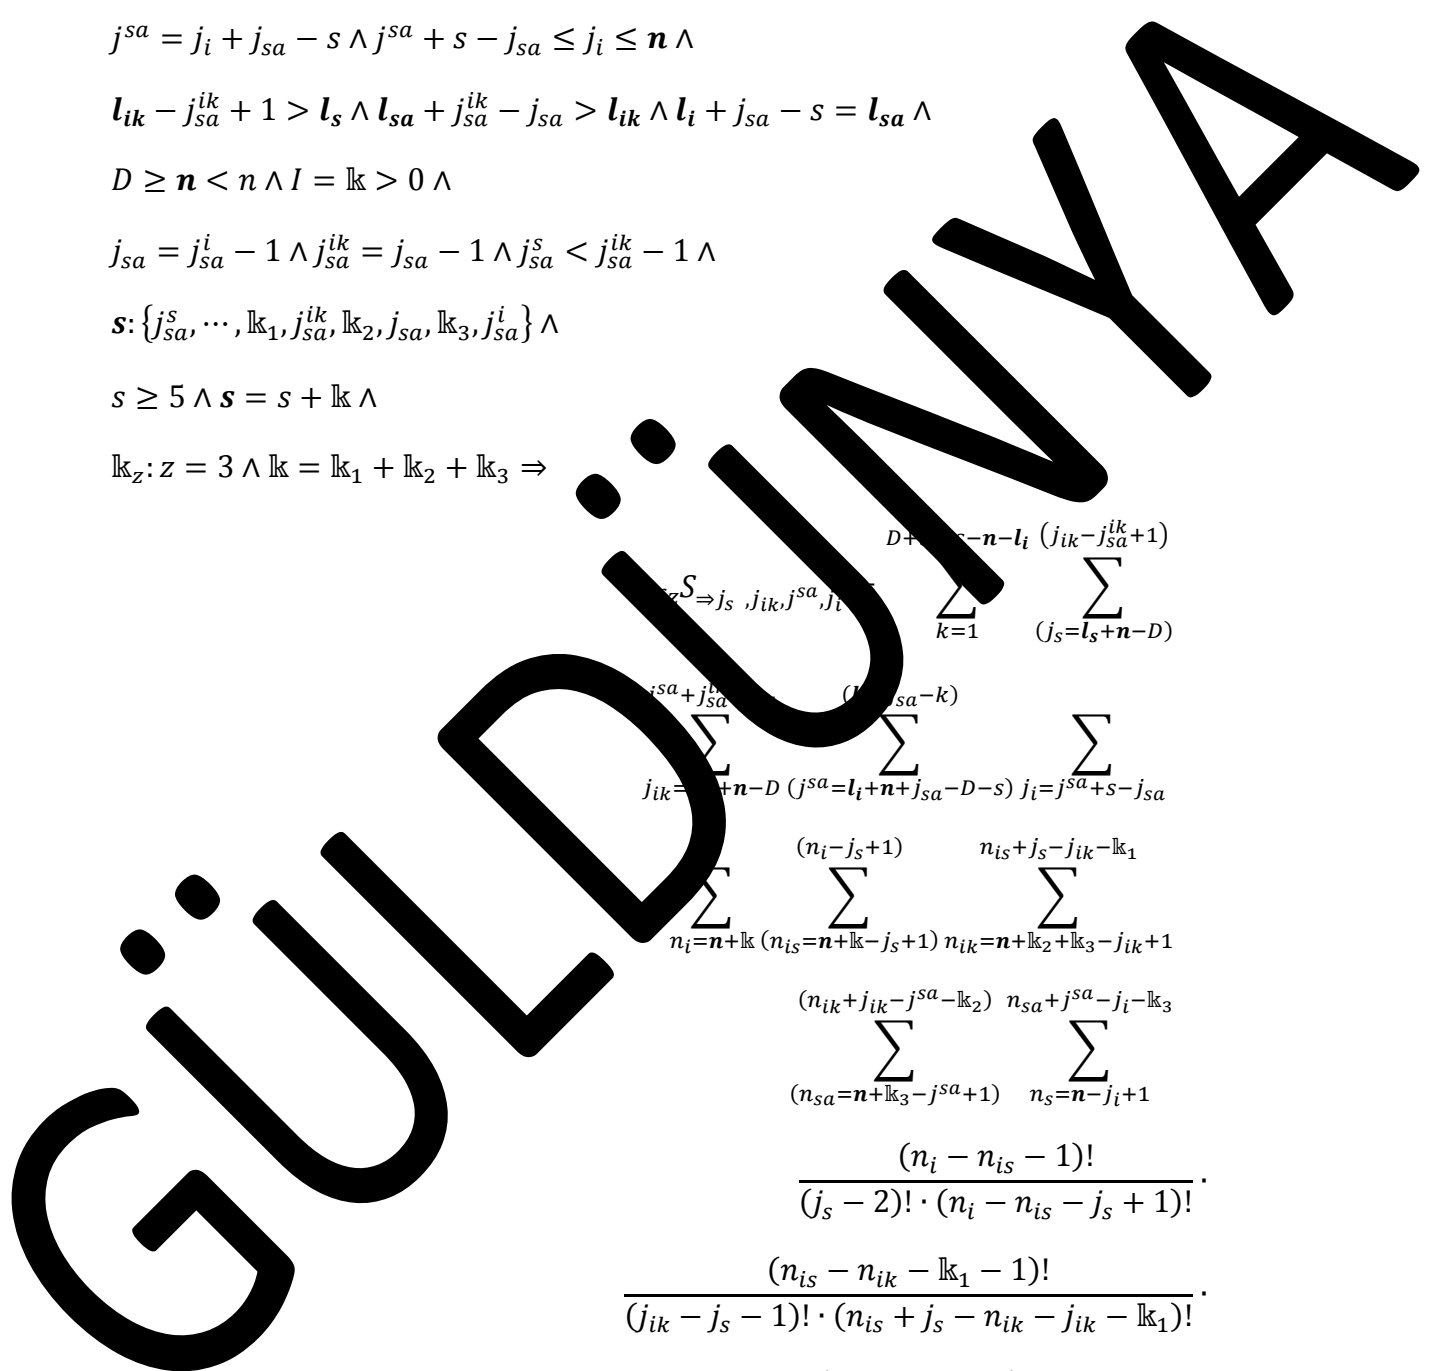 j^{sa} = j_i + j_{sa} − s ∧ j^{sa} + s − j_{sa} ≤ j_i ≤ 𝒏 ∧
𝒍_{ik} − j_{sa}^{ik} + 1 > 𝒍_s ∧ 𝒍_{sa} + j_{sa}^{ik} − j_{sa} > 𝒍_{ik} ∧ 𝒍_i + j_{sa} − s = 𝒍_{sa} ∧
D ≥ 𝒏 < n ∧ I = 𝕜 > 0 ∧
j_{sa} = j_{sa}^i − 1 ∧ j_{sa}^{ik} = j_{sa} − 1 ∧ j_{sa}^s < j_{sa}^{ik} − 1 ∧
𝒔: {j_{sa}^s, ⋯ , 𝕜_1, j_{sa}^{ik}, 𝕜_2, j_{sa}, 𝕜_3, j_{sa}^i} ∧
s ≥ 5 ∧ 𝒔 = s + 𝕜 ∧
𝕜_z: z = 3 ∧ 𝕜 = 𝕜_1 + 𝕜_2 + 𝕜_3 ⇒
−𝒏−𝒍_i (j_{ik}−j_{sa}^{ik}+1)
S_{⇒j_s ,j_{ik},j^{sa},j_i} ∑ ∑
k=1 (j_s=𝒍_s+𝒏−D)
∑ ∑ ∑
+𝒏−D (j^{sa}=𝒍_i+𝒏+j_{sa}−D−s) j_i=j^{sa}+s−j_{sa}
(n_i−j_s+1) n_{is}+j_s−j_{ik}−𝕜_1
∑ ∑ ∑
n_i=𝒏+𝕜 (n_{is}=𝒏+𝕜−j_s+1) n_{ik}=𝒏+𝕜_2+𝕜_3−j_{ik}+1
(n_{ik}+j_{ik}−j^{sa}−𝕜_2) n_{sa}+j^{sa}−j_i−𝕜_3
∑ ∑
(n_{sa}=𝒏+𝕜_3−j^{sa}+1) n_s=𝒏−j_i+1
(n_i − n_{is} − 1)!
(j_s − 2)! · (n_i − n_{is} − j_s + 1)! ·
(n_{is} − n_{ik} − 𝕜_1 − 1)!
(j_{ik} − j_s − 1)! · (n_{is} + j_s − n_{ik} − j_{ik} − 𝕜_1)! ·
GÜLDÜNYA